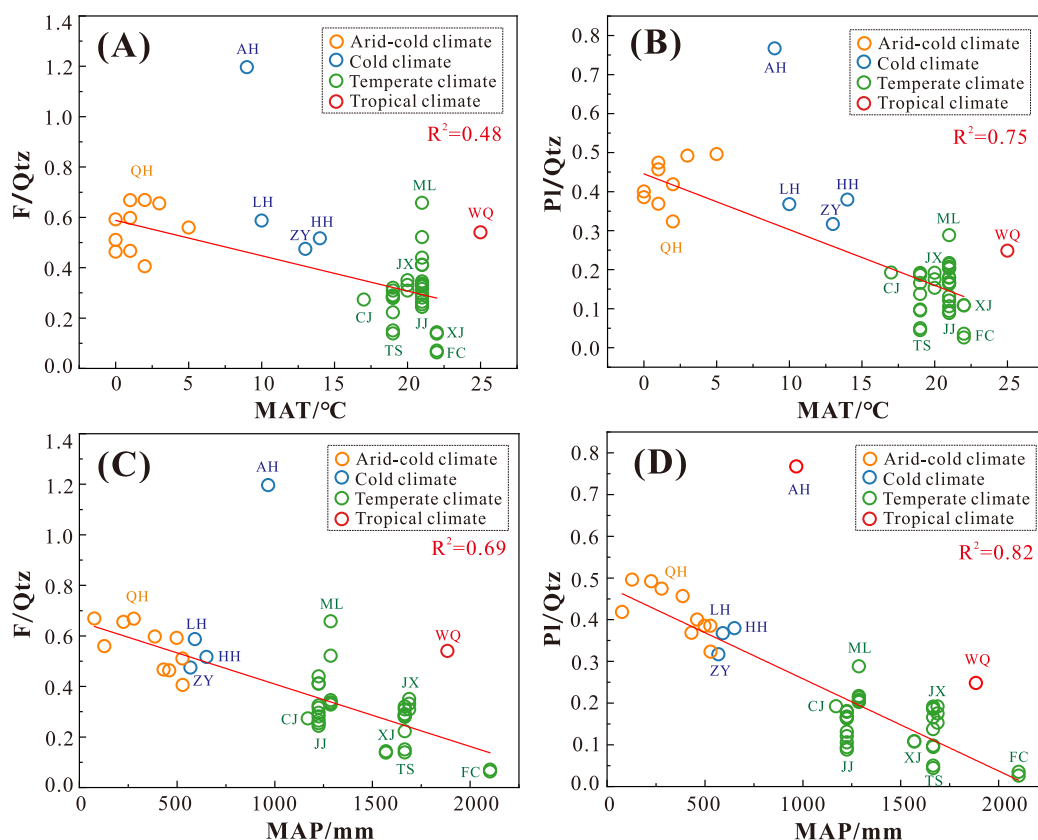 (A)
Arid-cold climate
Cold climate
Temperate climate
Tropical climate
R²=0.48
AH
QH
LH
ZY
HH
ML
WQ
JX
CJ
JJ
XJ
TS
FC
F/Qtz
1.4
1.2
1.0
0.8
0.6
0.4
0.2
0.0
0 5 10 15 20 25
MAT/℃
(B)
Arid-cold climate
Cold climate
Temperate climate
Tropical climate
R²=0.75
AH
QH
LH
HH
ZY
ML
WQ
JX
CJ
XJ
JJ
TS
FC
Pl/Qtz
0.8
0.7
0.6
0.5
0.4
0.3
0.2
0.1
0.0
0 5 10 15 20 25
MAT/℃
(C)
Arid-cold climate
Cold climate
Temperate climate
Tropical climate
R²=0.69
AH
QH
LH
HH
ZY
ML
WQ
JX
CJ
JJ
XJ
TS
FC
F/Qtz
1.4
1.2
1.0
0.8
0.6
0.4
0.2
0.0
0 500 1000 1500 2000
MAP/mm
(D)
Arid-cold climate
Cold climate
Temperate climate
Tropical climate
R²=0.82
AH
QH
LH
HH
ZY
ML
WQ
JX
CJ
JJ
XJ
TS
FC
Pl/Qtz
0.8
0.7
0.6
0.5
0.4
0.3
0.2
0.1
0.0
0 500 1000 1500 2000
MAP/mm